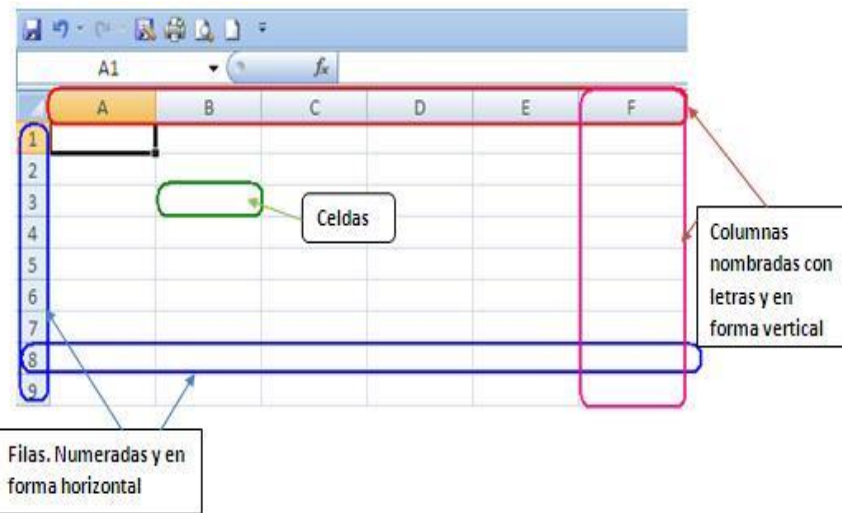 A1
fx
A B C D E F
1
2
3
Celdas
4
5
6
7
8
9
Columnas
nombradas con
letras y en
forma vertical
Filas. Numeradas y en
forma horizontal